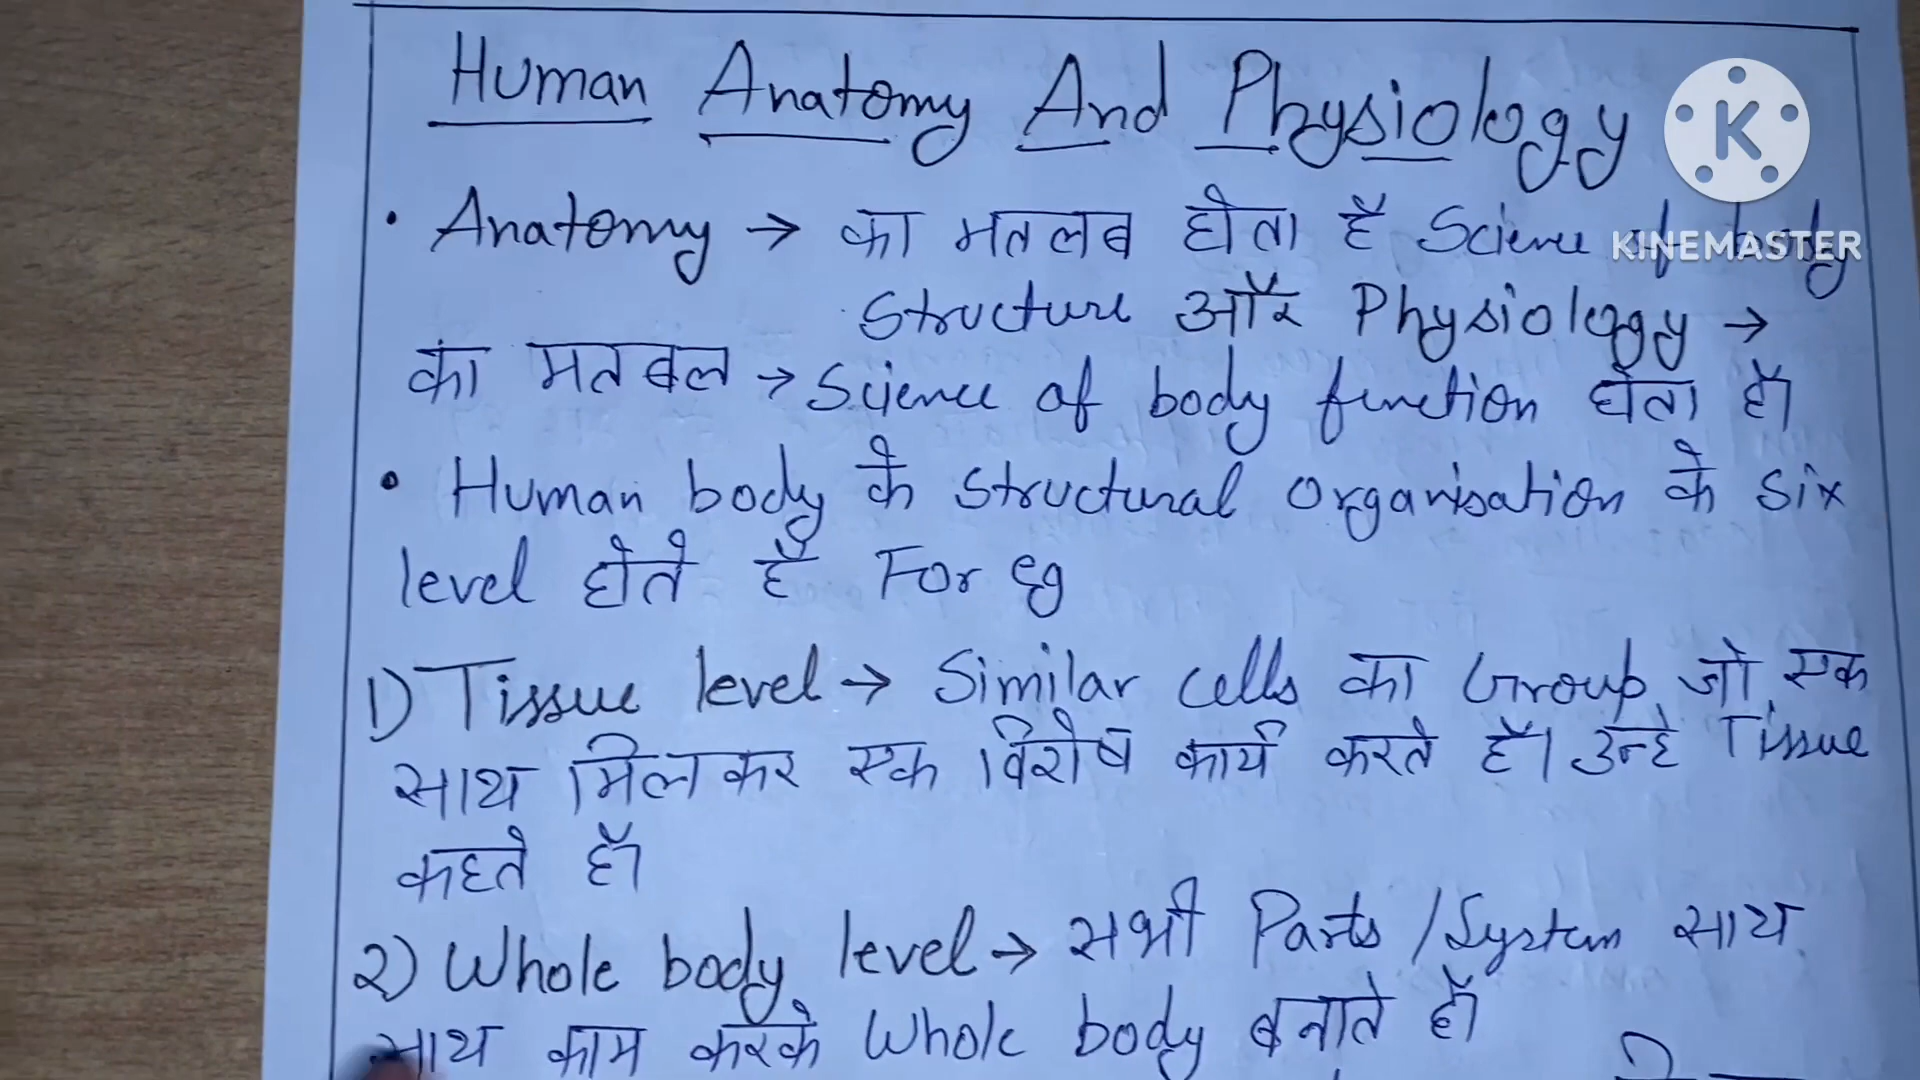 Human Anatomy And Physiology
K
KINEMASTER
• Anatomy → का मतलब होता है Science of body
Structure और Physiology →
का मतबल → Science of body function होता है।
• Human body के Structural Organisation के Six
level होते हैं For eg
1) Tissue level → Similar cells का Group जो एक
साथ मिलकर एक विशेष कार्य करते हैं। उन्हे Tissue
कहते हैं।
2) Whole body level → सभी Parts / System साथ
साथ काम करके Whole body बनाते हैं।